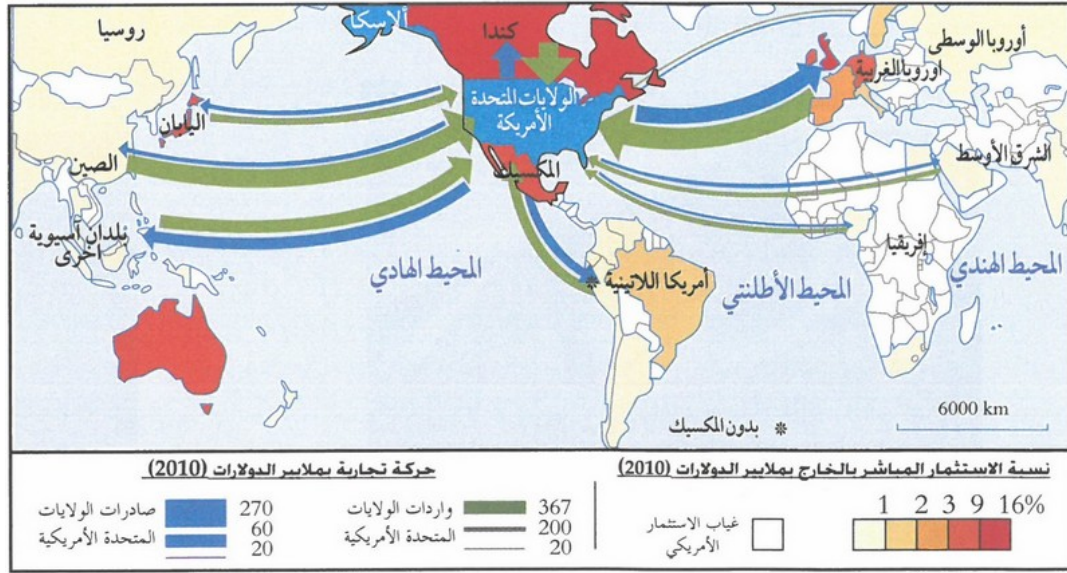 روسيا
ألاسكا
كندا
أوروبا الوسطى
اوروبا الغربية
الولايات المتحدة
الأمريكة
اليابان
الصين
المكسيك
الشرق الأوسط
بلدان آسيوية
أخرى
إفريقيا
المحيط الهادي
أمريكا اللاتينية
المحيط الأطلنتي
المحيط الهندي
6000 km
* بدون المكسيك
نسبة الاستثمار المباشر بالخارج بملايير الدولارات (2010)
1 2 3 9 16%
غياب الاستثمار
الأمريكي
حركة تجارية بملايير الدولارات (2010)
واردات الولايات
المتحدة الأمريكية
367
200
20
صادرات الولايات
المتحدة الأمريكية
270
60
20